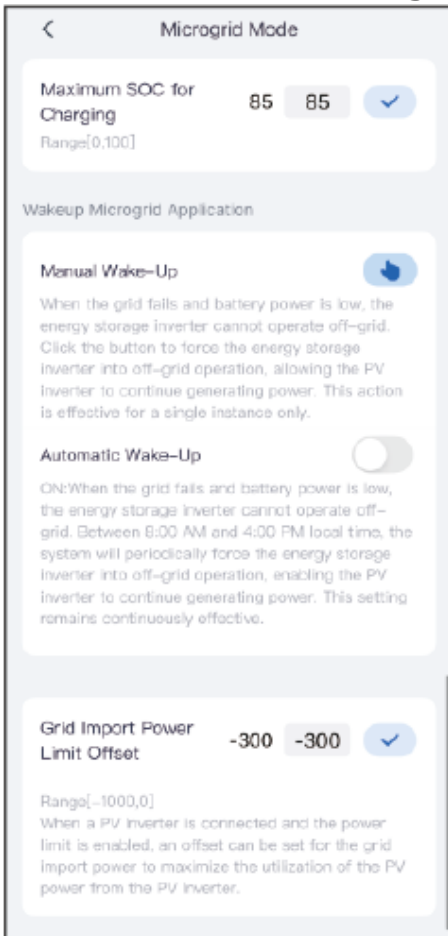 Microgrid Mode
Maximum SOC for
Charging
85 85
Range[0,100]
Wakeup Microgrid Application
Manual Wake-Up
When the grid fails and battery power is low, the
energy storage inverter cannot operate off-grid.
Click the button to force the energy storage
inverter into off-grid operation, allowing the PV
inverter to continue generating power. This action
is effective for a single instance only.
Automatic Wake-Up
ON:When the grid fails and battery power is low,
the energy storage inverter cannot operate off-
grid. Between 8:00 AM and 4:00 PM local time, the
system will periodically force the energy storage
inverter into off-grid operation, enabling the PV
inverter to continue generating power. This setting
remains continuously effective.
Grid Import Power
Limit Offset
-300 -300
Range[-1000,0]
When a PV inverter is connected and the power
limit is enabled, an offset can be set for the grid
import power to maximize the utilization of the PV
power from the PV inverter.